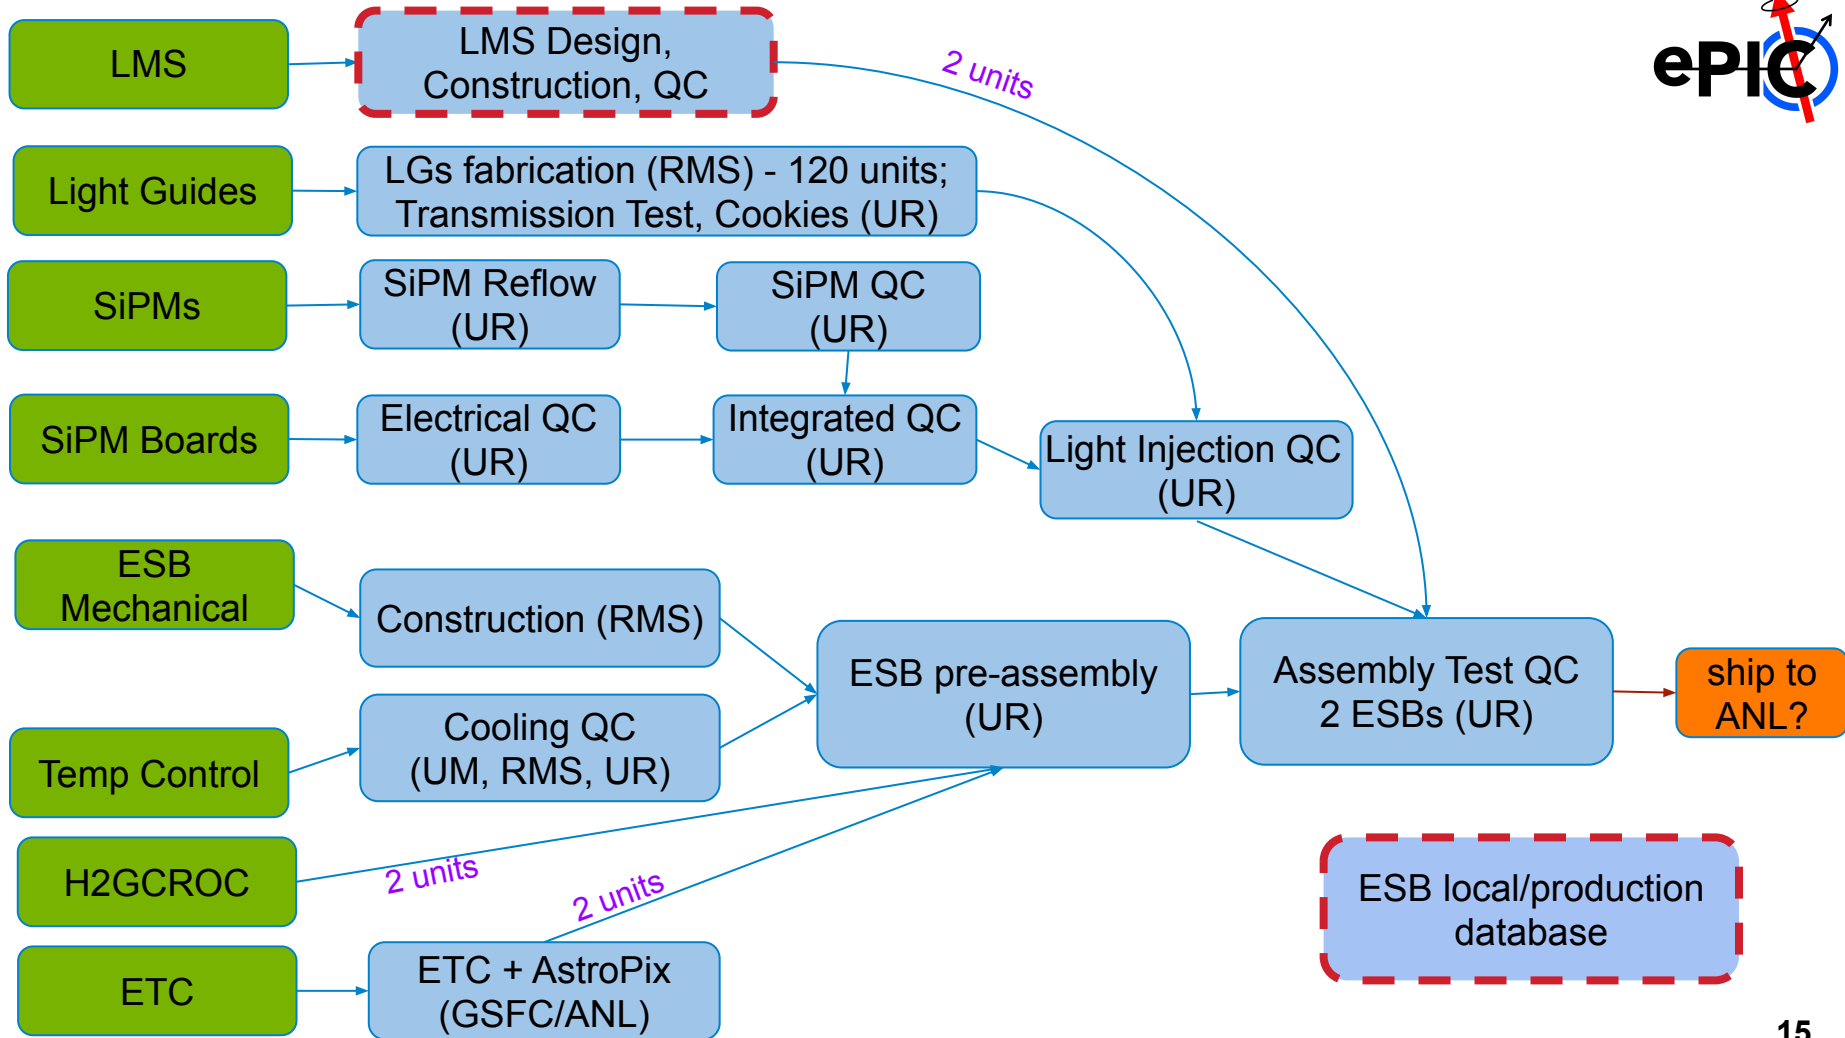 LMS
LMS Design,
Construction, QC
2 units
ePIC
Light Guides
LGs fabrication (RMS) - 120 units;
Transmission Test, Cookies (UR)
SiPMs
SiPM Reflow
(UR)
SiPM QC
(UR)
SiPM Boards
Electrical QC
(UR)
Integrated QC
(UR)
Light Injection QC
(UR)
ESB
Mechanical
Construction (RMS)
Temp Control
Cooling QC
(UM, RMS, UR)
ESB pre-assembly
(UR)
Assembly Test QC
2 ESBs (UR)
ship to
ANL?
H2GCROC
2 units
2 units
ETC
ETC + AstroPix
(GSFC/ANL)
ESB local/production
database
15